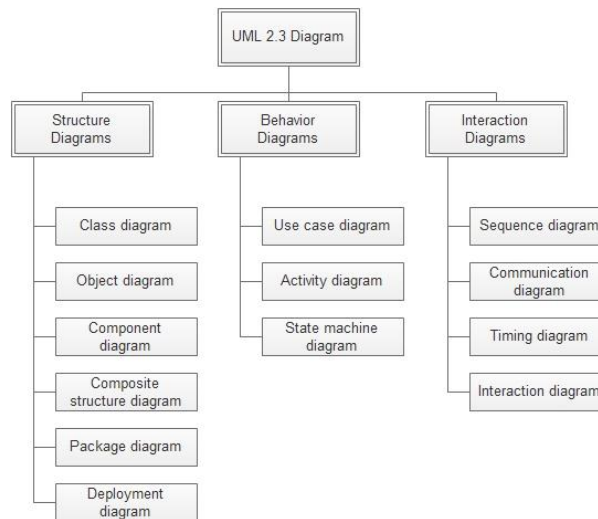 UML 2.3 Diagram
Structure
Diagrams
Behavior
Diagrams
Interaction
Diagrams
Class diagram
Object diagram
Component
diagram
Composite
structure diagram
Package diagram
Deployment
diagram
Use case diagram
Activity diagram
State machine
diagram
Sequence diagram
Communication
diagram
Timing diagram
Interaction diagram